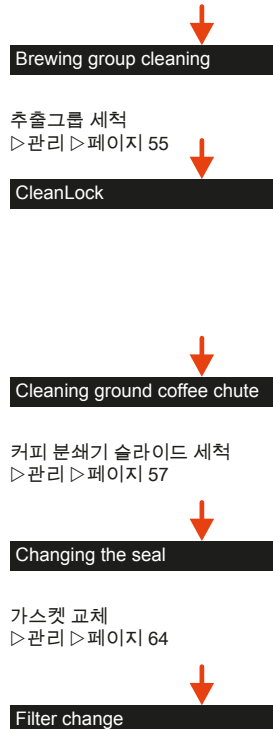 Brewing group cleaning
추출그룹 세척
▷관리 ▷페이지 55
CleanLock
Cleaning ground coffee chute
커피 분쇄기 슬라이드 세척
▷관리 ▷페이지 57
Changing the seal
가스켓 교체
▷관리 ▷페이지 64
Filter change